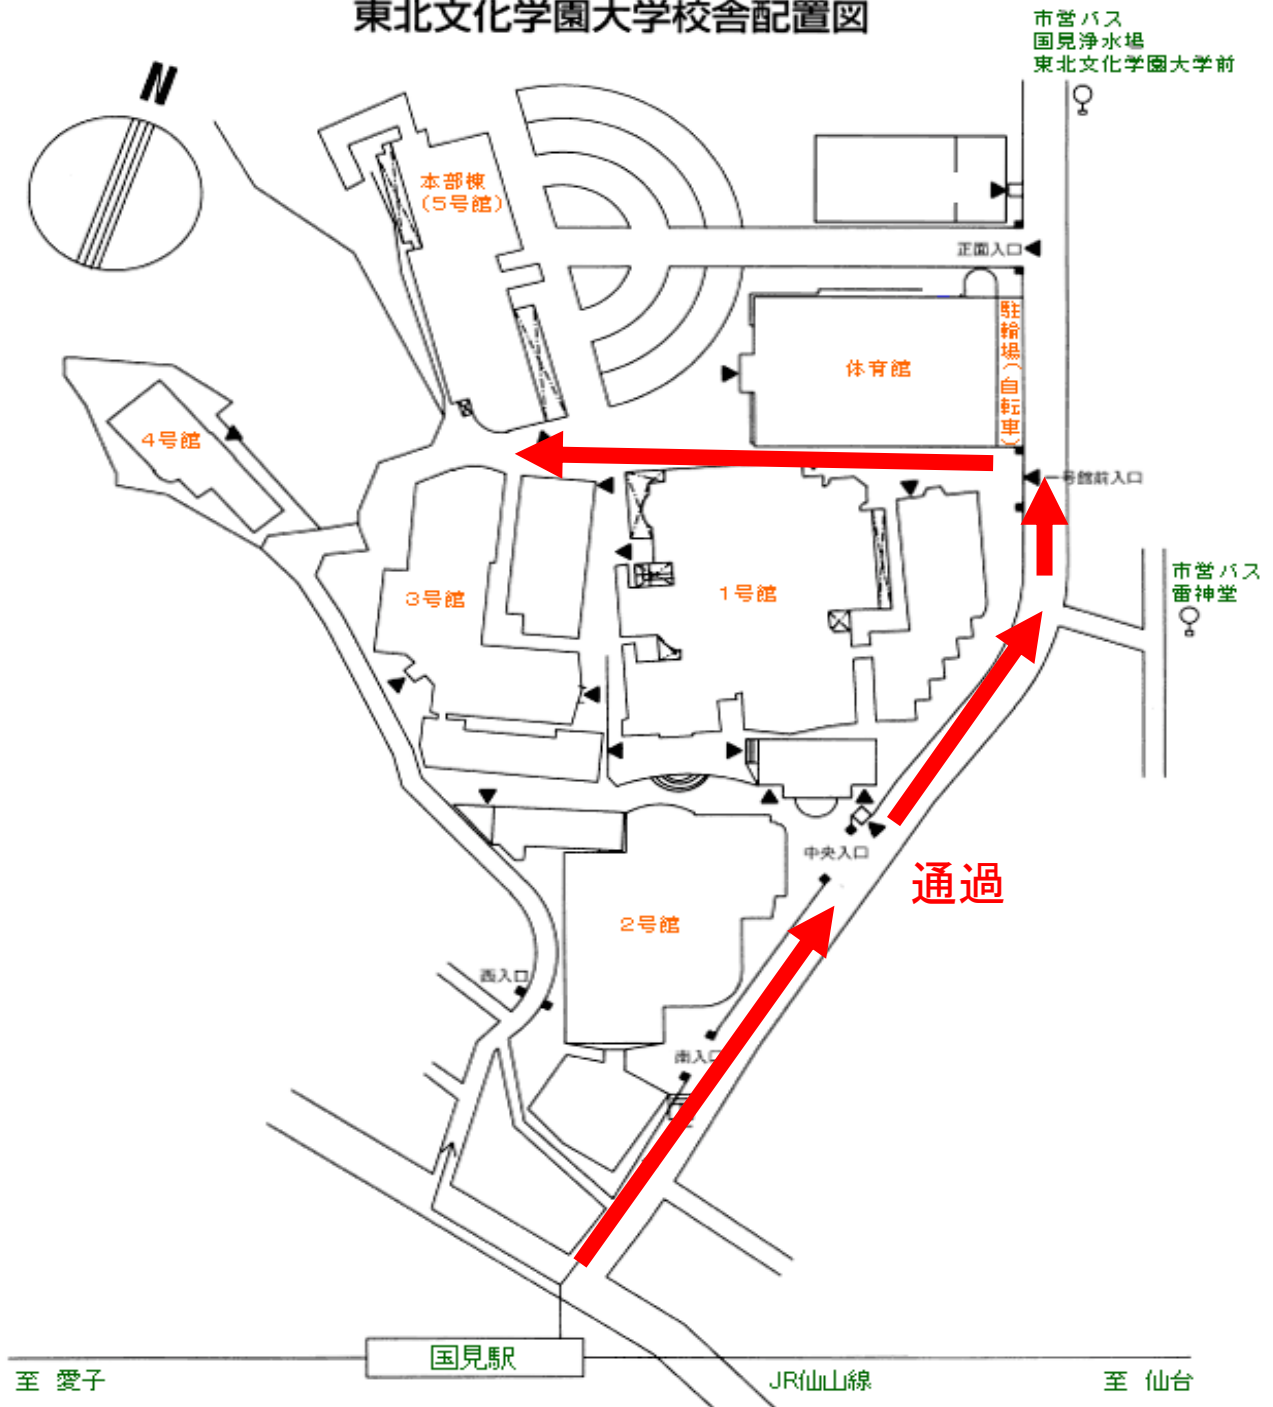 東北文化学園大学校舎配置図
市営バス
国見浄水場
東北文化学園大学前
N
本部棟
(5号館)
正面入口
駐輪場(自転車)
体育館
4号館
一号館前入口
市営バス
雷神堂
3号館
1号館
中央入口
通過
2号館
西入口
南入口
国見駅
至 愛子
JR仙山線
至 仙台